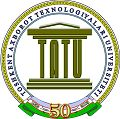 TOSHKENT AXBOROT TEXNOLOGIYALARI UNIVERSITETI
TATU
50